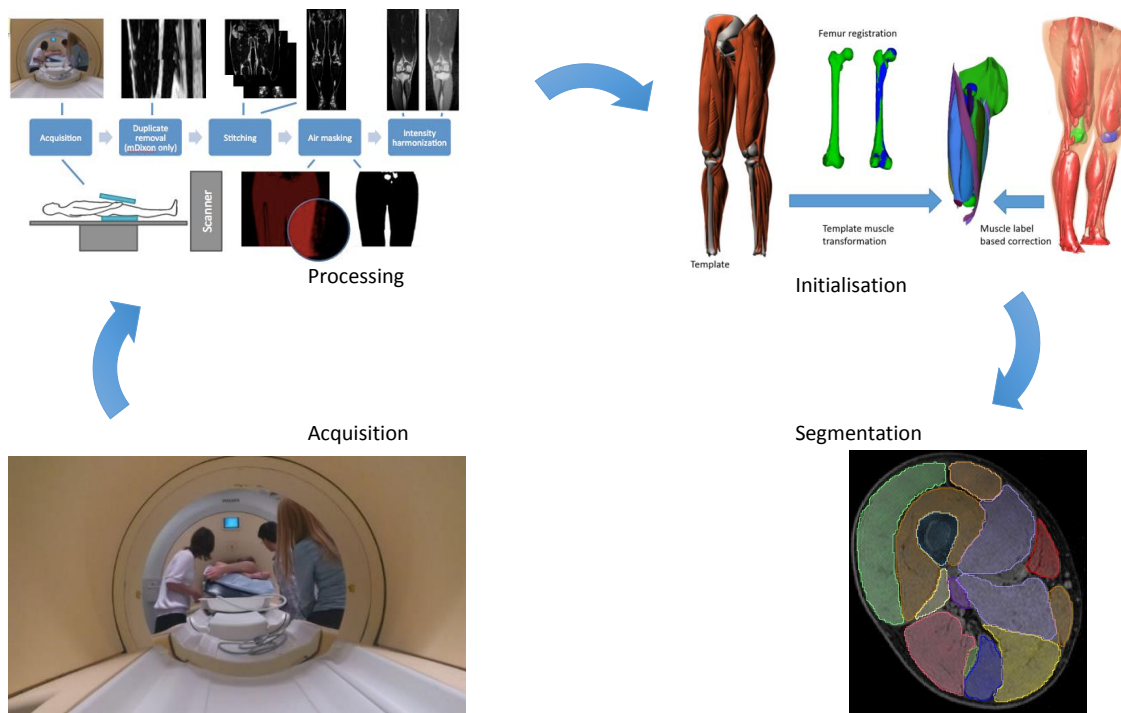 Acquisition
Duplicate
removal
(mDixon only)
Stitching
Air masking
Intensity
harmonization
Scanner
Processing
Femur registration
Template muscle
transformation
Muscle label
based correction
Template
Initialisation
Acquisition
Segmentation